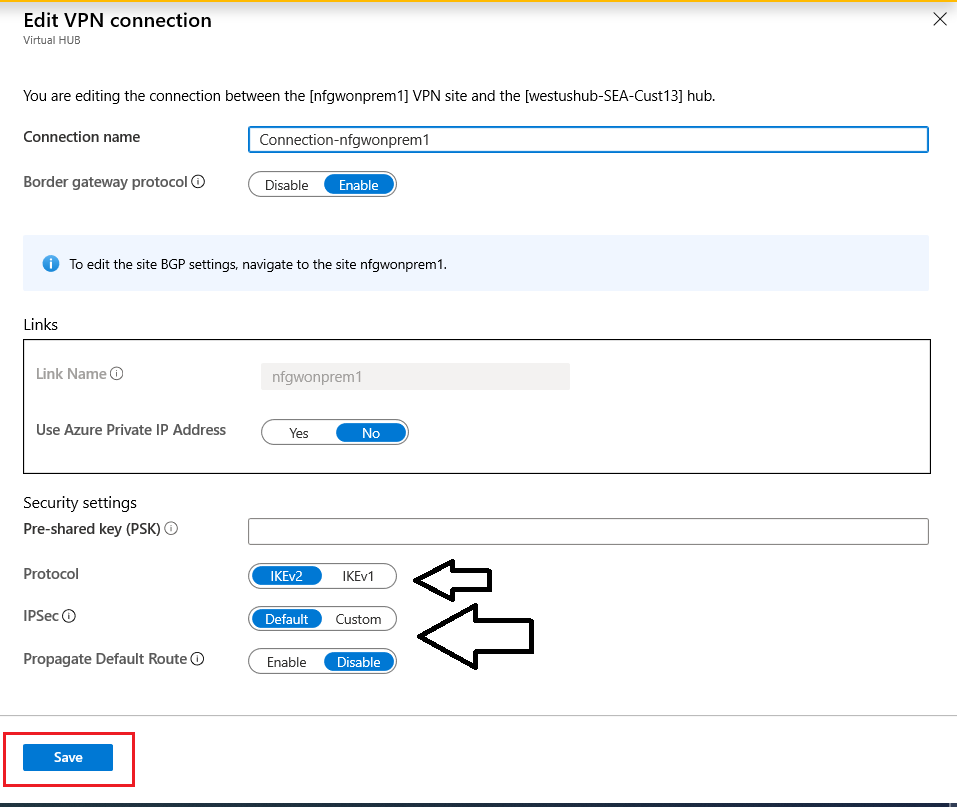 Edit VPN connection
Virtual HUB
You are editing the connection between the [nfgwonprem1] VPN site and the [westushub-SEA-Cust13] hub.
Connection name
Connection-nfgwonprem1
Border gateway protocol
Disable Enable
To edit the site BGP settings, navigate to the site nfgwonprem1.
Links
Link Name
nfgwonprem1
Use Azure Private IP Address
Yes No
Security settings
Pre-shared key (PSK)
Protocol
IKEv2 IKEv1
IPSec
Default Custom
Propagate Default Route
Enable Disable
Save